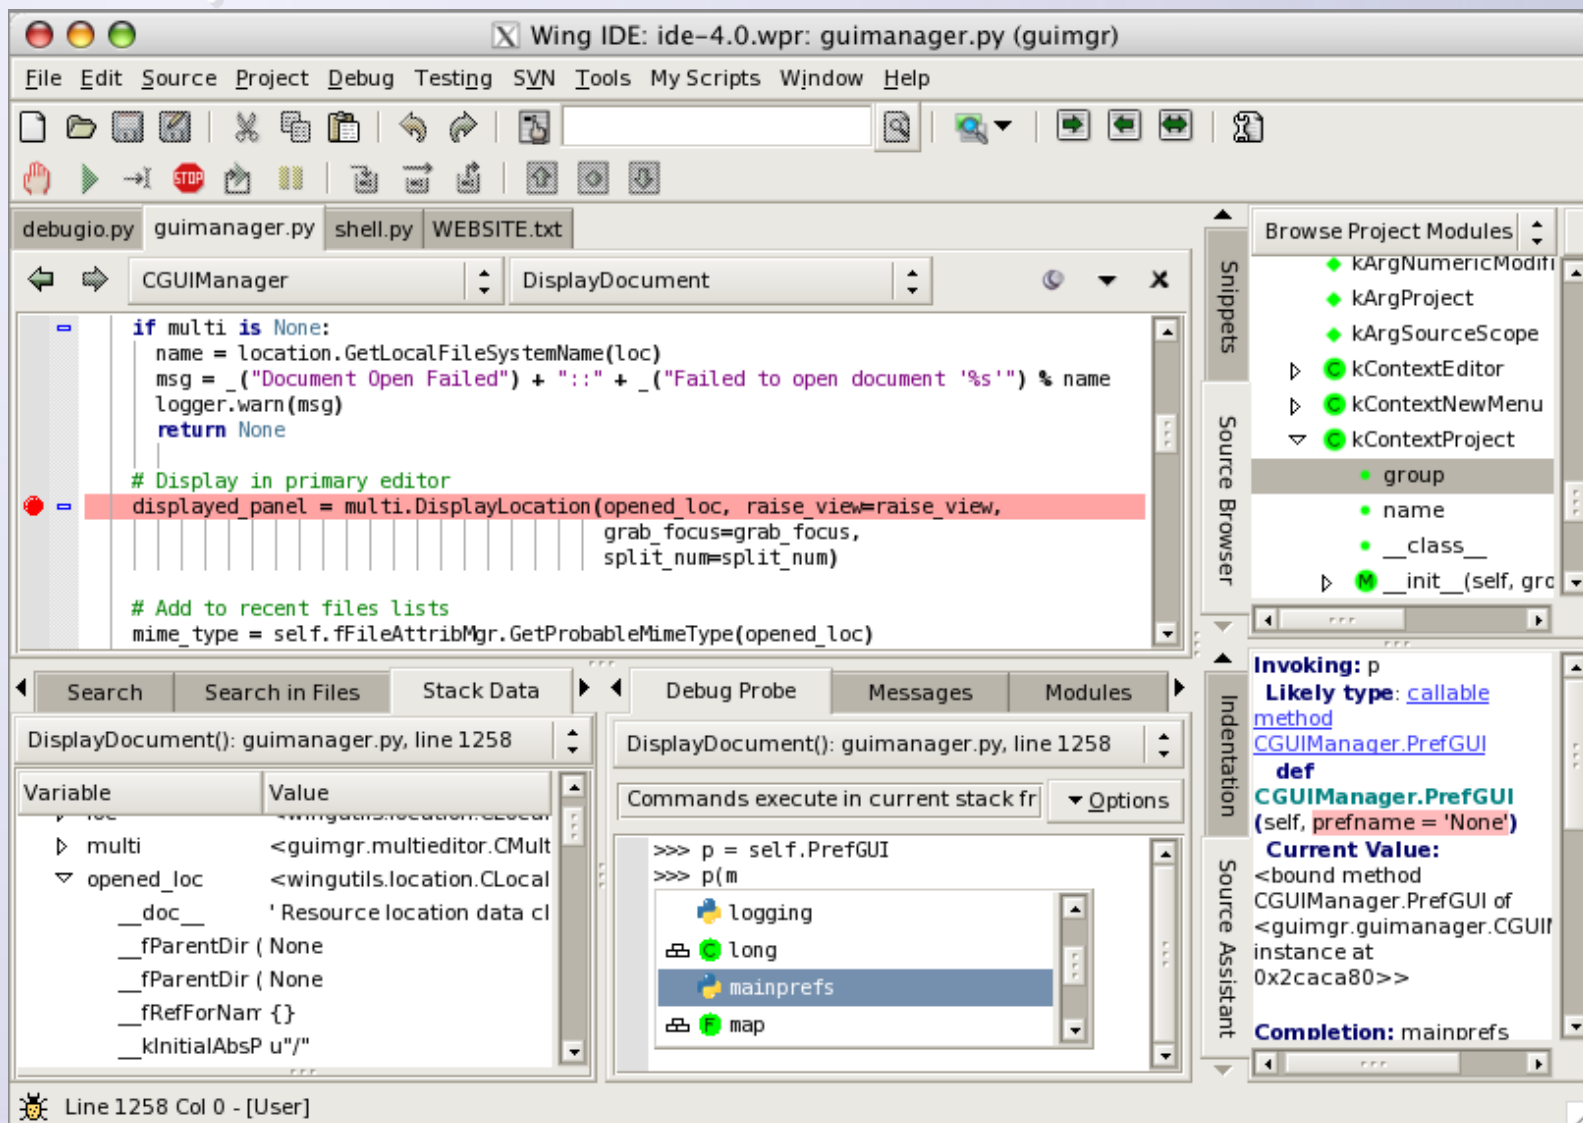 Wing IDE: ide-4.0.wpr: guimanager.py (guimgr)
File Edit Source Project Debug Testing SVN Tools My Scripts Window Help
STOP
debugio.py guimanager.py shell.py WEBSITE.txt
CGUIManager DisplayDocument
if multi is None:
name = location.GetLocalFileSystemName(loc)
msg = _("Document Open Failed") + "::" + _("Failed to open document '%s'") % name
logger.warn(msg)
return None
# Display in primary editor
displayed_panel = multi.DisplayLocation(opened_loc, raise_view=raise_view,
grab_focus=grab_focus,
split_num=split_num)
# Add to recent files lists
mime_type = self.fFileAttribMgr.GetProbableMimeType(opened_loc)
Snippets
Source Browser
Browse Project Modules
kArgNumericModifi
kArgProject
kArgSourceScope
C kContextEditor
C kContextNewMenu
C kContextProject
group
name
__class__
M __init__(self, grc
Search Search in Files Stack Data
DisplayDocument(): guimanager.py, line 1258
Variable Value
loc <wingutils.location.CLocal
multi <guimgr.multieditor.CMult
opened_loc <wingutils.location.CLocal
__doc__ ' Resource location data cl
__fParentDir ( None
__fParentDir ( None
__fRefForNam {}
__kInitialAbsP u"/"
Debug Probe Messages Modules
DisplayDocument(): guimanager.py, line 1258
Commands execute in current stack fr Options
>>> p = self.PrefGUI
>>> p(m
logging
C long
mainprefs
F map
Indentation
Source Assistant
Invoking: p
Likely type: callable
method
CGUIManager.PrefGUI
def
CGUIManager.PrefGUI
(self, prefname = 'None')
Current Value:
<bound method
CGUIManager.PrefGUI of
<guimgr.guimanager.CGUI
instance at
0x2caca80>>
Completion: mainprefs
Line 1258 Col 0 - [User]